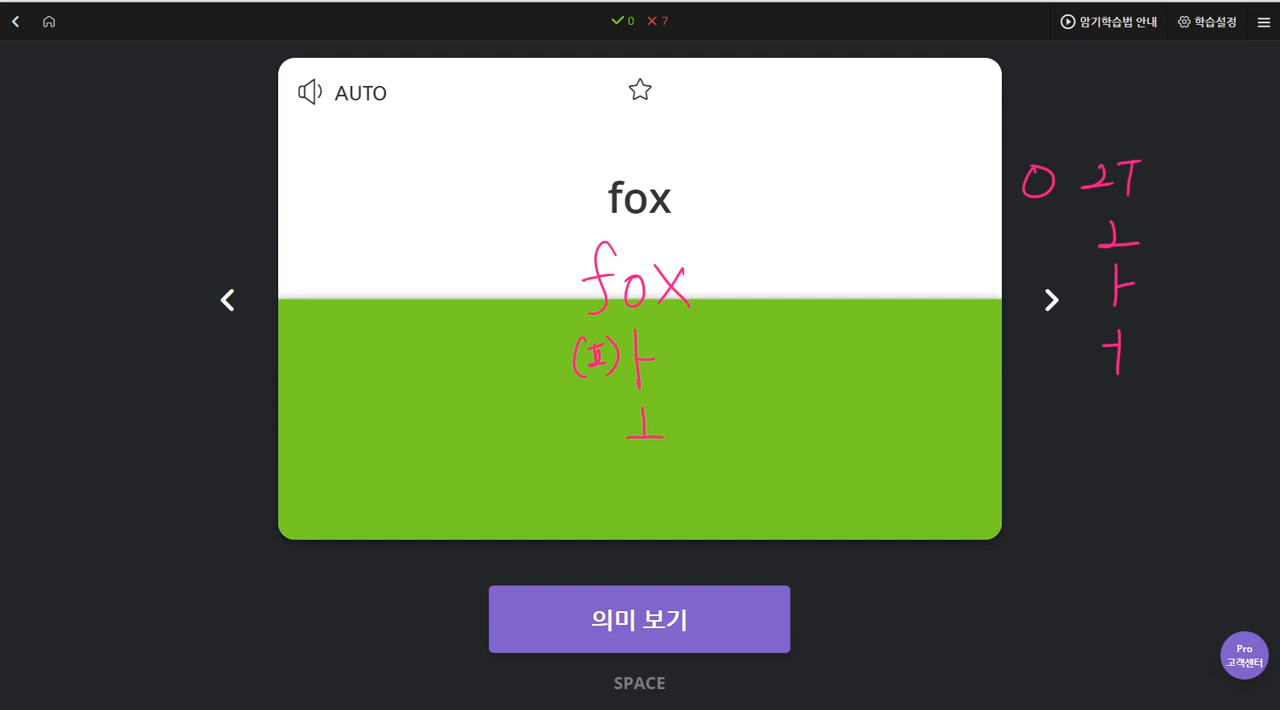 0 7 암기학습법 안내 학습설정
AUTO
fox
fox
O ㅗㅜ
ㅗ
ㅏ
ㅓ
ㅏ
ㅗ
의미 보기
SPACE
Pro
고객센터